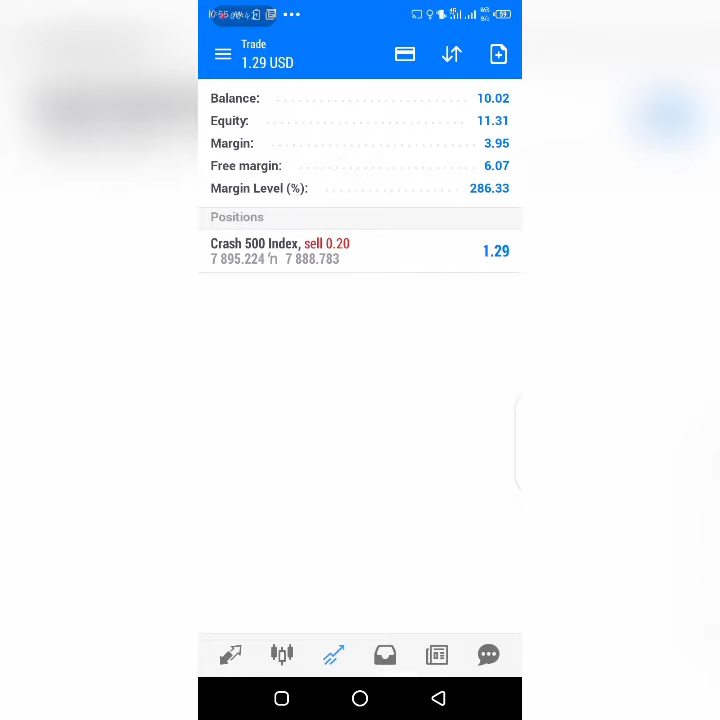 Trade
1.29 USD
Balance: 10.02
Equity: 11.31
Margin: 3.95
Free margin: 6.07
Margin Level (%): 286.33
Positions
Crash 500 Index, sell 0.20
7 895.224 'n 7 888.783
1.29